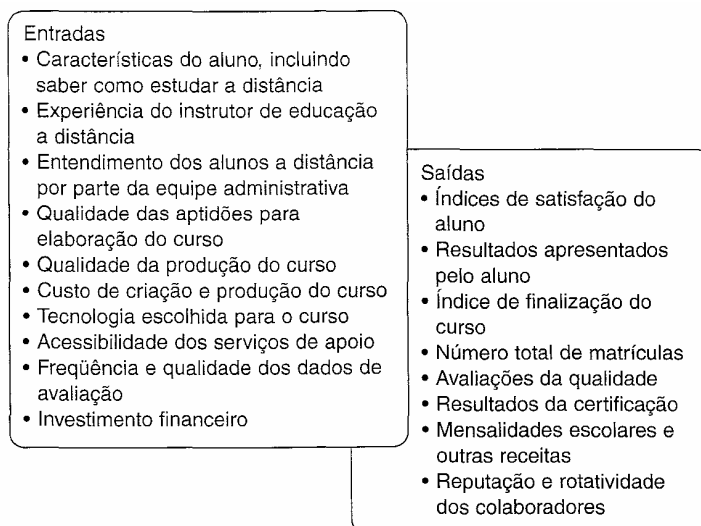 Entradas
• Características do aluno, incluindo
saber como estudar a distância
• Experiência do instrutor de educação
a distância
• Entendimento dos alunos a distância
por parte da equipe administrativa
• Qualidade das aptidões para
elaboração do curso
• Qualidade da produção do curso
• Custo de criação e produção do curso
• Tecnologia escolhida para o curso
• Acessibilidade dos serviços de apoio
• Freqüência e qualidade dos dados de
avaliação
• Investimento financeiro
Saídas
• Índices de satisfação do
aluno
• Resultados apresentados
pelo aluno
• Índice de finalização do
curso
• Número total de matrículas
• Avaliações da qualidade
• Resultados da certificação
• Mensalidades escolares e
outras receitas
• Reputação e rotatividade
dos colaboradores